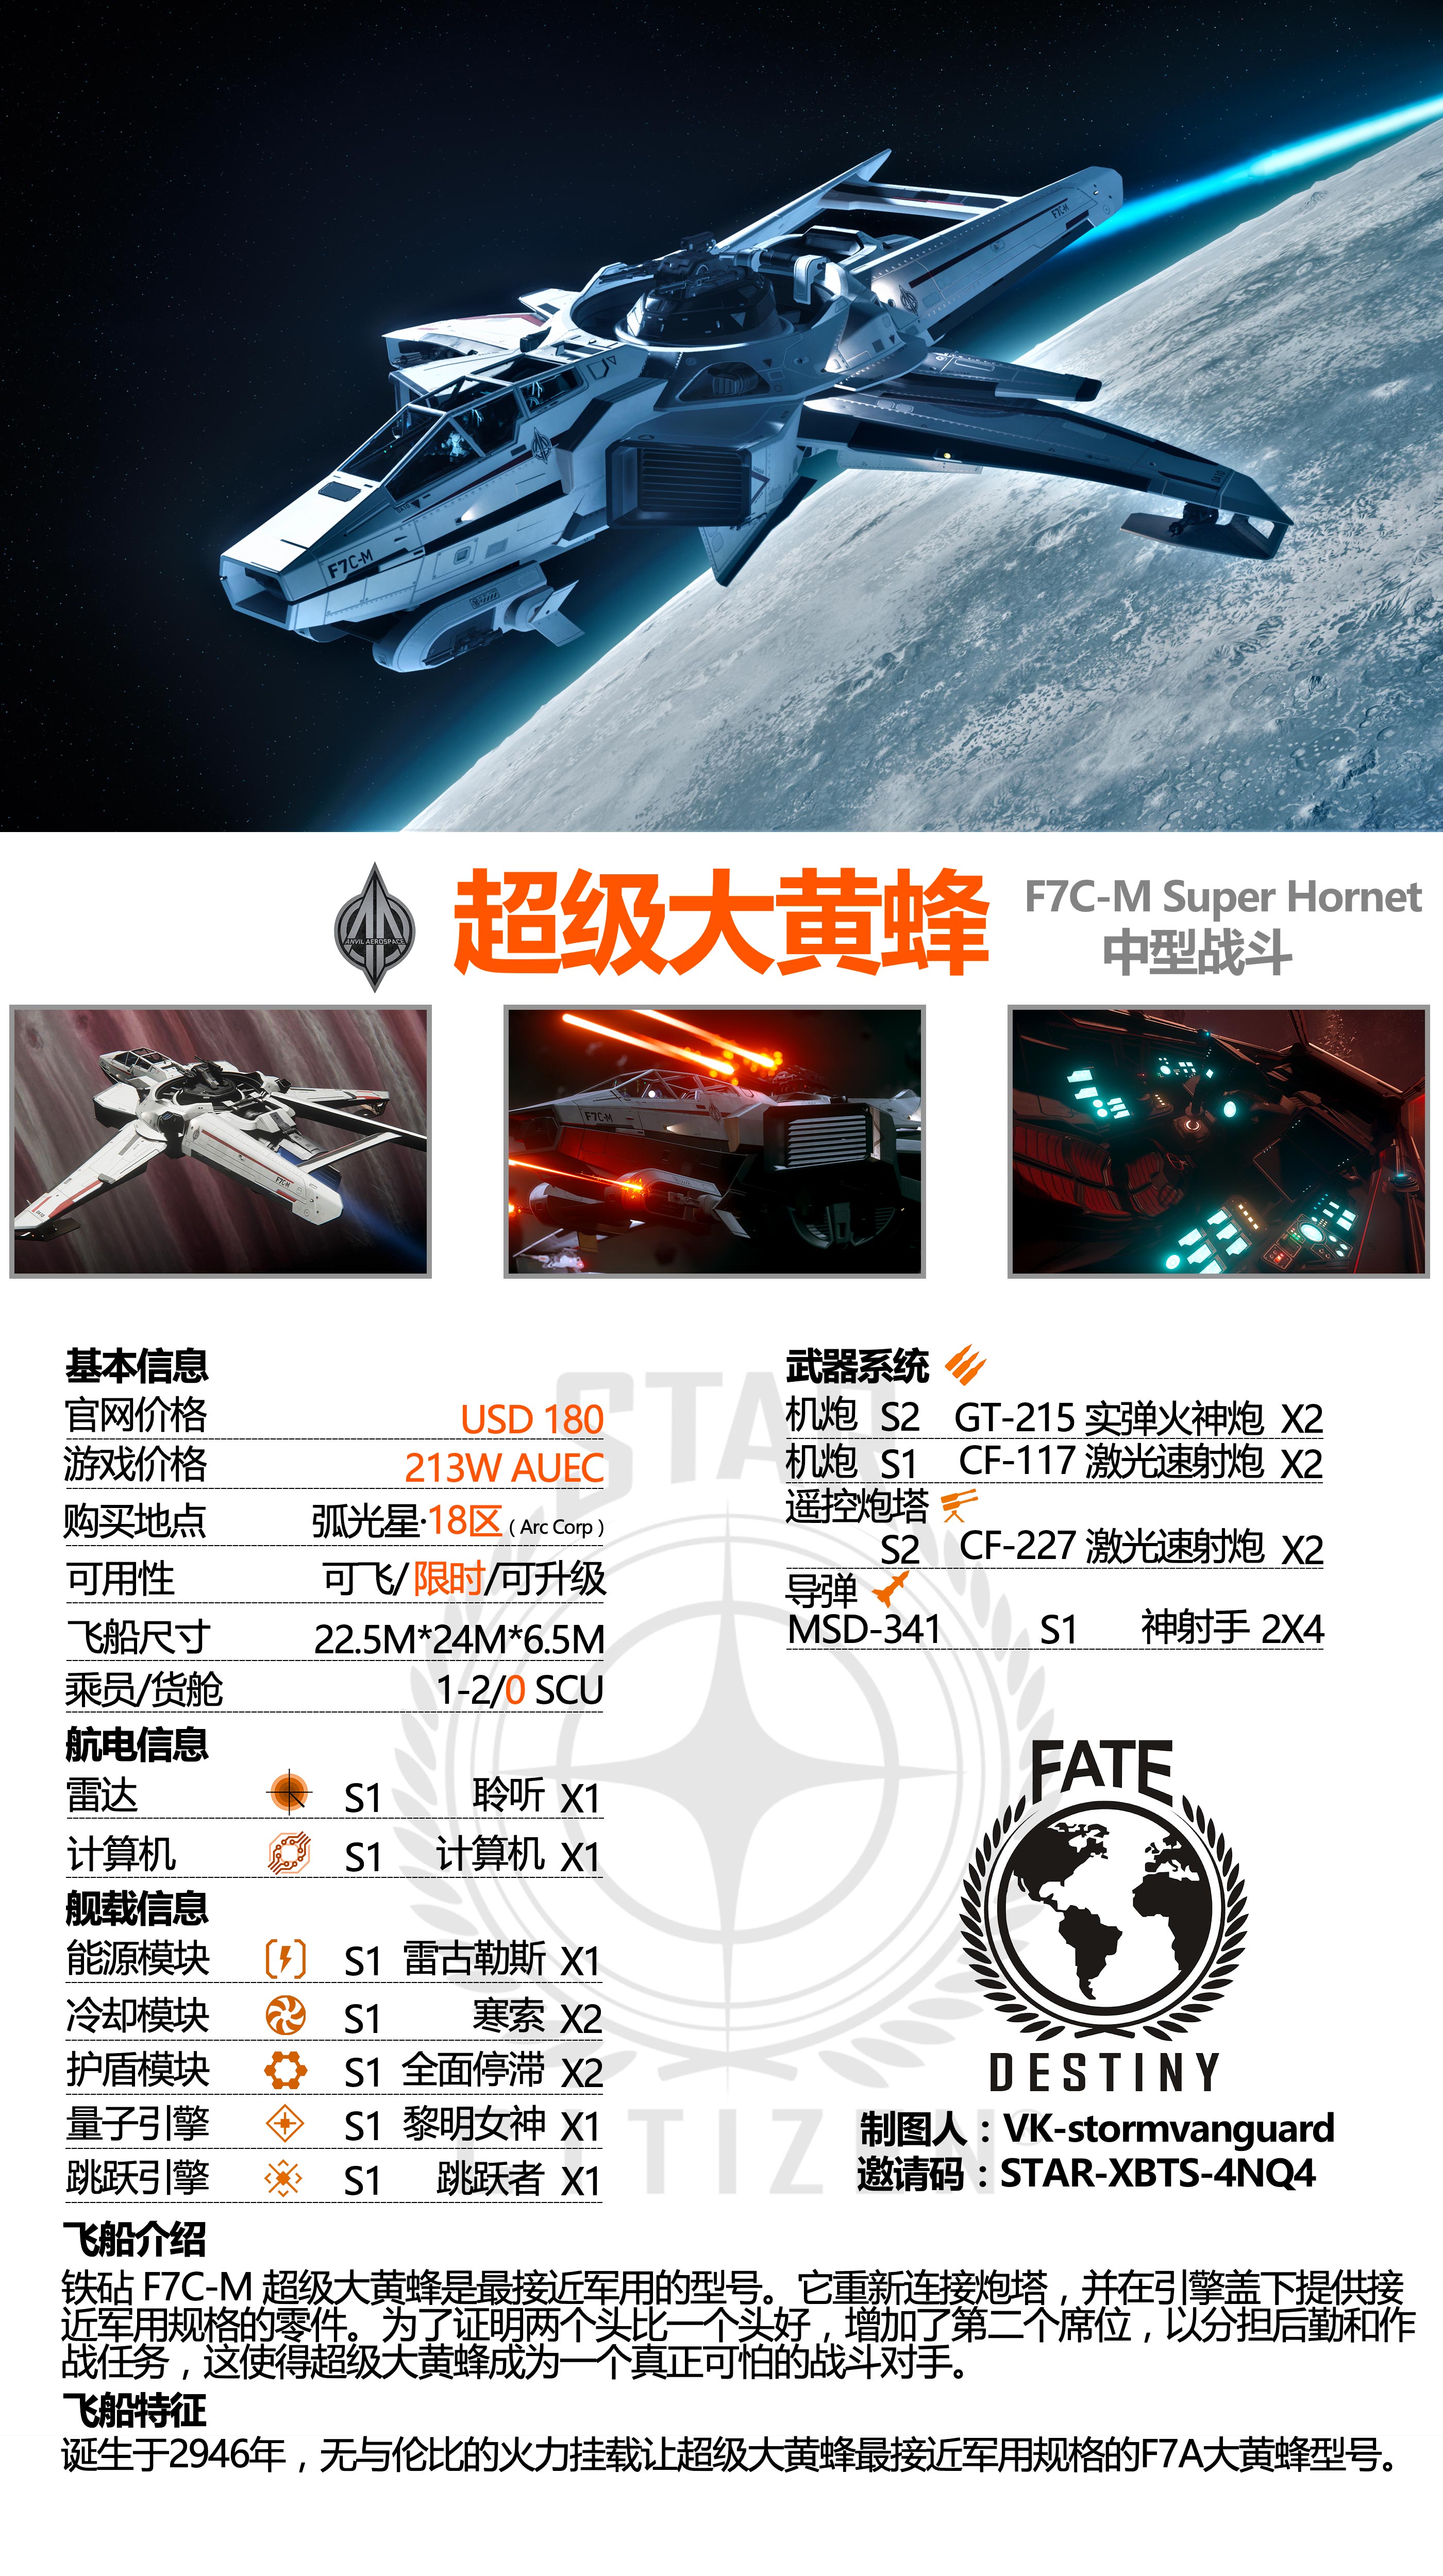 F7C-M
F7C-M
ANVIL AEROSPACE
超级大黄蜂
F7C-M Super Hornet
中型战斗
F7C-M
F7C-M
基本信息
官网价格 USD 180
游戏价格 213W AUEC
购买地点 弧光星·18区 ( Arc Corp )
可用性 可飞/限时/可升级
飞船尺寸 22.5M*24M*6.5M
乘员/货舱 1-2/0 SCU
航电信息
雷达 S1 聆听 X1
计算机 S1 计算机 X1
舰载信息
能源模块 S1 雷古勒斯 X1
冷却模块 S1 寒索 X2
护盾模块 S1 全面停滞 X2
量子引擎 S1 黎明女神 X1
跳跃引擎 S1 跳跃者 X1
武器系统
机炮 S2 GT-215 实弹火神炮 X2
机炮 S1 CF-117 激光速射炮 X2
遥控炮塔
S2 CF-227 激光速射炮 X2
导弹
MSD-341 S1 神射手 2X4
STAR
CITIZEN
FATE
DESTINY
制图人：VK-stormvanguard
邀请码：STAR-XBTS-4NQ4
飞船介绍
铁砧 F7C-M 超级大黄蜂是最接近军用的型号。它重新连接炮塔，并在引擎盖下提供接
近军用规格的零件。为了证明两个头比一个头好，增加了第二个席位，以分担后勤和作
战任务，这使得超级大黄蜂成为一个真正可怕的战斗对手。
飞船特征
诞生于2946年，无与伦比的火力挂载让超级大黄蜂最接近军用规格的F7A大黄蜂型号。